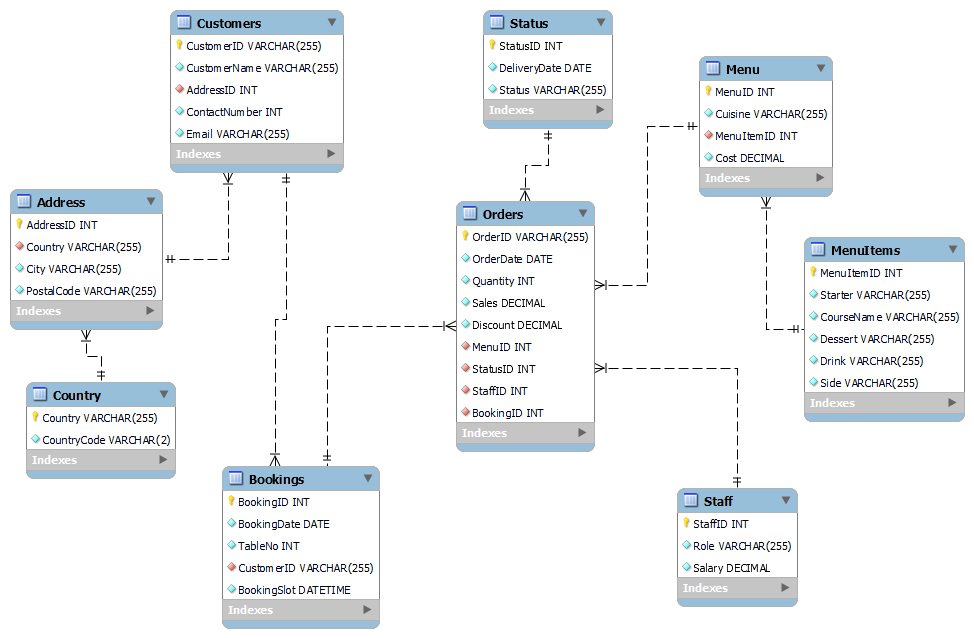 Customers
CustomerID VARCHAR(255)
CustomerName VARCHAR(255)
AddressID INT
ContactNumber INT
Email VARCHAR(255)
Indexes
Status
StatusID INT
DeliveryDate DATE
Status VARCHAR(255)
Indexes
Menu
MenuID INT
Cuisine VARCHAR(255)
MenuItemID INT
Cost DECIMAL
Indexes
Address
AddressID INT
Country VARCHAR(255)
City VARCHAR(255)
PostalCode VARCHAR(255)
Indexes
Orders
OrderID VARCHAR(255)
OrderDate DATE
Quantity INT
Sales DECIMAL
Discount DECIMAL
MenuID INT
StatusID INT
StaffID INT
BookingID INT
Indexes
MenuItems
MenuItemID INT
Starter VARCHAR(255)
CourseName VARCHAR(255)
Dessert VARCHAR(255)
Drink VARCHAR(255)
Side VARCHAR(255)
Indexes
Country
Country VARCHAR(255)
CountryCode VARCHAR(2)
Indexes
Bookings
BookingID INT
BookingDate DATE
TableNo INT
CustomerID VARCHAR(255)
BookingSlot DATETIME
Indexes
Staff
StaffID INT
Role VARCHAR(255)
Salary DECIMAL
Indexes